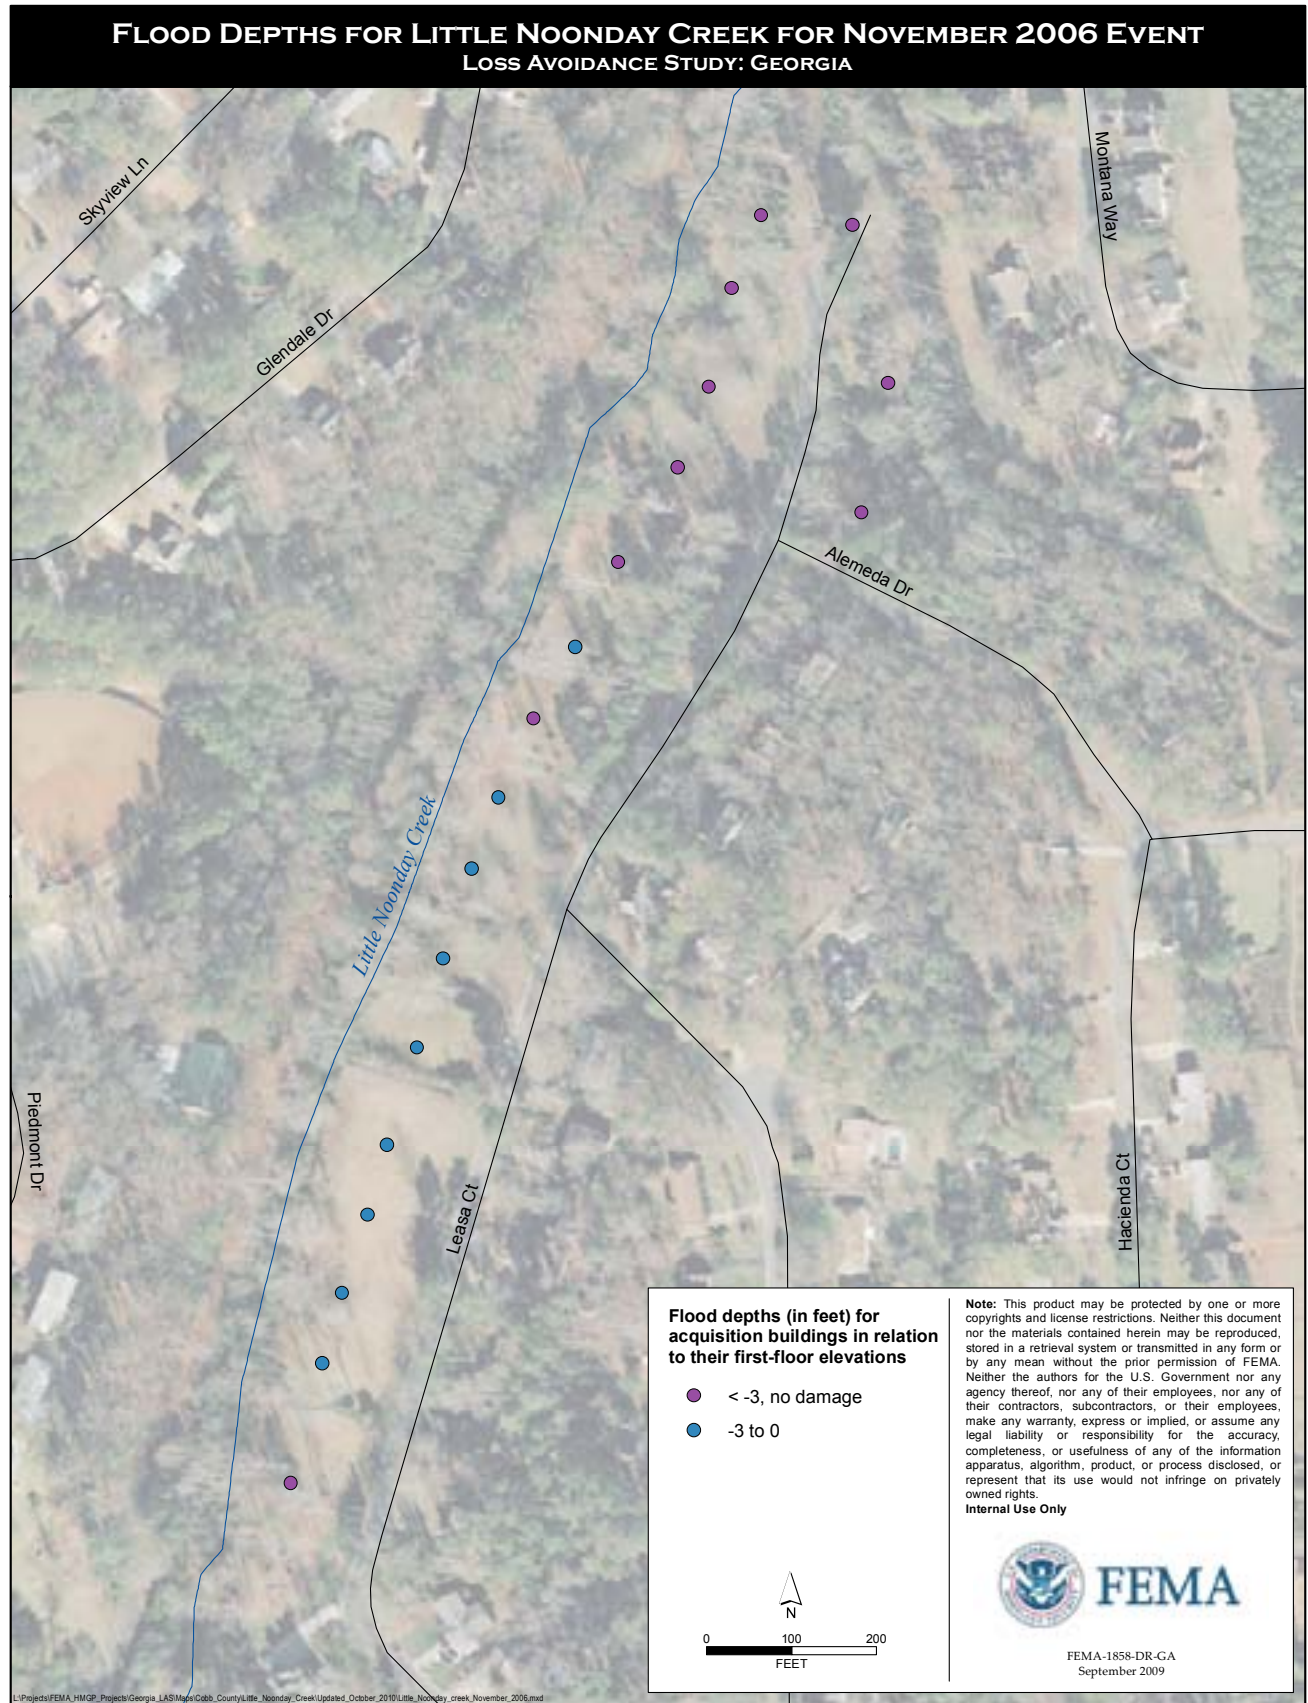 FLOOD DEPTHS FOR LITTLE NOONDAY CREEK FOR NOVEMBER 2006 EVENT
LOSS AVOIDANCE STUDY: GEORGIA
Skyview Ln
Montana Way
Glendale Dr
Alemeda Dr
Little Noonday Creek
Piedmont Dr
Leasa Ct
Hacienda Ct
Flood depths (in feet) for
acquisition buildings in relation
to their first-floor elevations
< -3, no damage
-3 to 0
N
0 100 200
FEET
Note: This product may be protected by one or more
copyrights and license restrictions. Neither this document
nor the materials contained herein may be reproduced,
stored in a retrieval system or transmitted in any form or
by any mean without the prior permission of FEMA.
Neither the authors for the U.S. Government nor any
agency thereof, nor any of their employees, nor any of
their contractors, subcontractors, or their employees,
make any warranty, express or implied, or assume any
legal liability or responsibility for the accuracy,
completeness, or usefulness of any of the information
apparatus, algorithm, product, or process disclosed, or
represent that its use would not infringe on privately
owned rights.
Internal Use Only
FEMA
FEMA-1858-DR-GA
September 2009
L:\Projects\FEMA_HMGP_Projects\Georgia_LAS\Maps\Cobb_County\Little_Noonday_Creek\Updated_October_2010\Little_Noonday_creek_November_2006.mxd